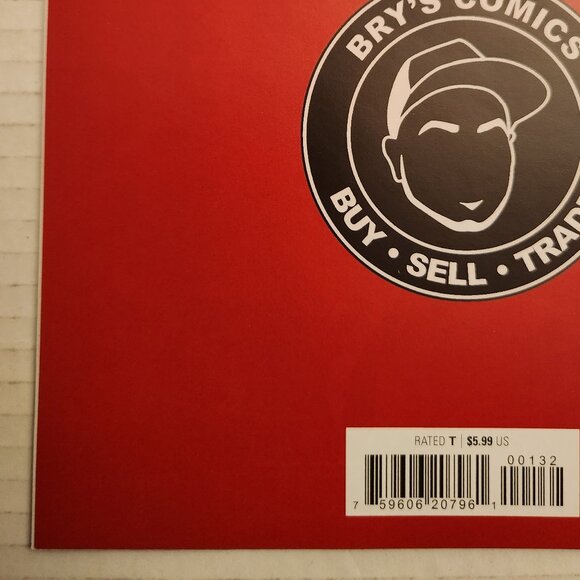 BRY'S COMICS
BUY • SELL • TRAD
RATED T | $5.99 US
00132
7 59606 20796 1